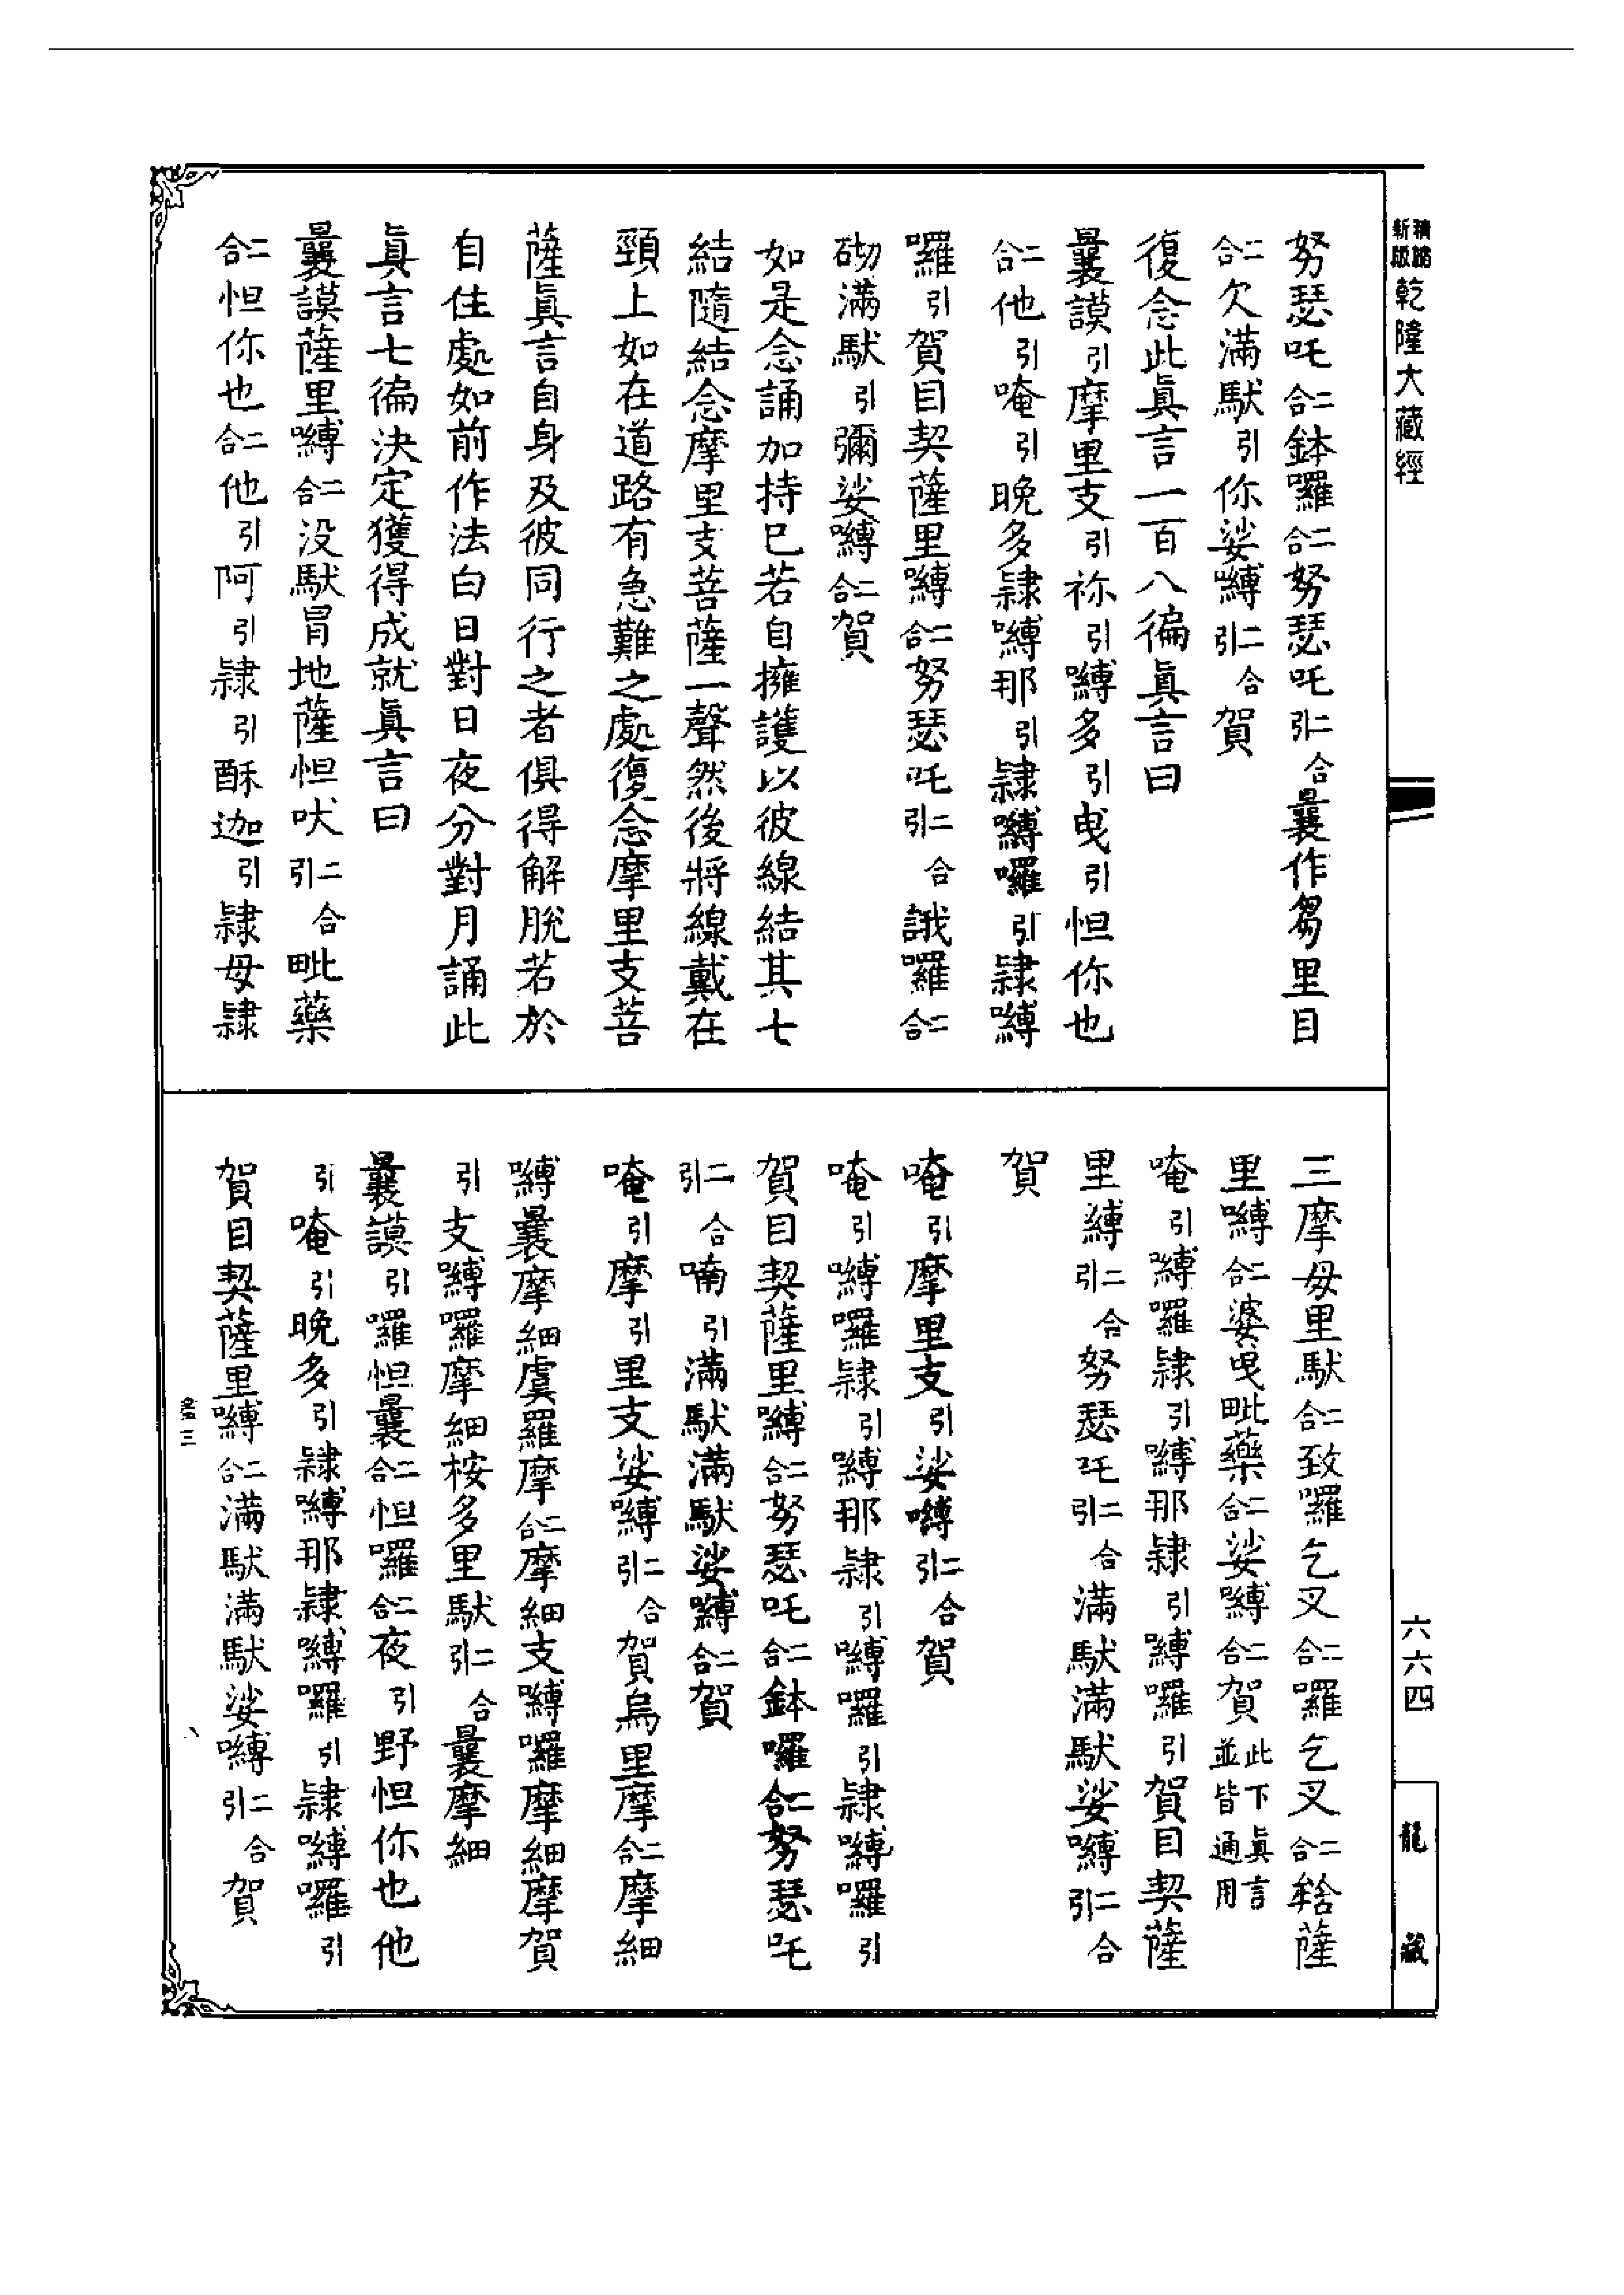 新版精縮乾隆大藏經
努瑟吒二合鉢囉二合努瑟吒二合引曩作芻里目
二合欠滿馱引你娑嚩二合引賀
復念此眞言一百八徧眞言曰
曩謨引摩里支引祢引嚩多引曵引怛你也
二合他引唵引晚多隷嚩那引隷嚩囉引隷嚩
囉引賀目契薩里嚩二合努瑟吒二合引誐囉二合
砌滿馱引彌娑嚩二合賀
如是念誦加持已若自擁護以彼線結其七
結隨結念摩里支菩薩一聲然後將線戴在
頸上如在道路有急難之處復念摩里支菩
薩眞言自身及彼同行之者俱得解脫若於
自住處如前作法白日對日夜分對月誦此
眞言七徧決定獲得成就眞言曰
曩謨薩里嚩二合没馱冐地薩怛吠二合引毗藥
二合怛你也二合他引阿引隷引酥迦引隷母隷
三摩母里馱二合致囉乞叉二合囉乞叉二合牿薩
里嚩二合婆曵毗藥二合娑嚩二合賀此下眞言並皆通用
唵引嚩囉隷引嚩那隷引嚩囉引賀目契薩
里縛二合引努瑟吒二合引滿馱滿馱娑嚩二合引
賀
唵引摩里支引娑嚩二合引賀
唵引嚩囉隷引嚩那隷引嚩囉引隷嚩囉引
賀目契薩里嚩二合努瑟吒二合鉢囉二合努瑟吒
二合引喃引滿馱滿馱娑嚩二合賀
唵引摩引里支娑嚩二合引賀烏里摩二合摩細
嚩曩摩細虞羅摩二合摩細支嚩囉摩細摩賀
引支嚩囉摩細桉多里馱二合引曩摩細
曩謨引囉怛曩二合怛囉二合夜引野怛你也他
引唵引晚多引隷嚩那隷嚩囉引隷嚩囉引
賀目契薩里嚩二合滿馱滿馱娑嚩二合引賀
六六四
龍藏